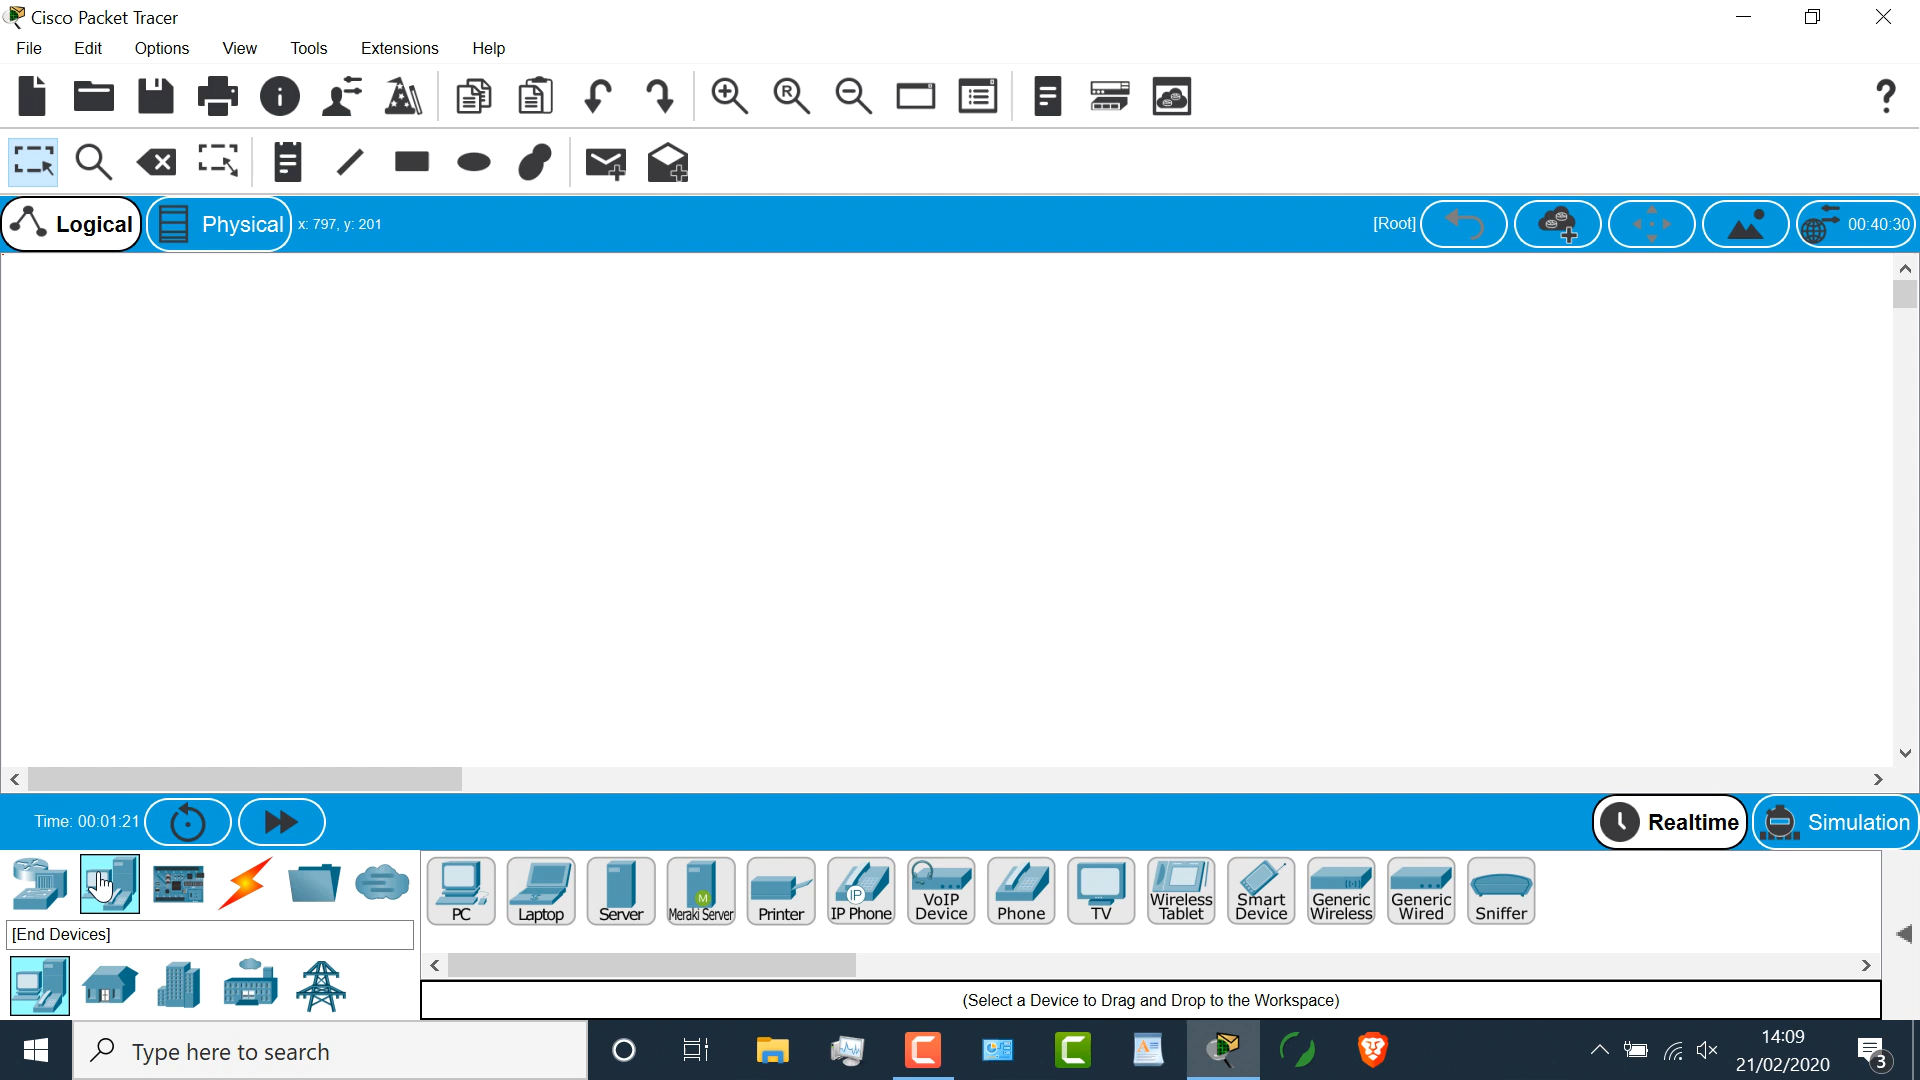 Cisco Packet Tracer
File Edit Options View Tools Extensions Help
R
?
Logical Physical x: 797, y: 201 [Root] 00:40:30
Time: 00:01:21 Realtime Simulation
PC Laptop Server Meraki Server Printer IP Phone VoIP Device Phone TV Wireless Tablet Smart Device Generic Wireless Generic Wired Sniffer
M
IP
[End Devices]
(Select a Device to Drag and Drop to the Workspace)
Type here to search
14:09
21/02/2020
3